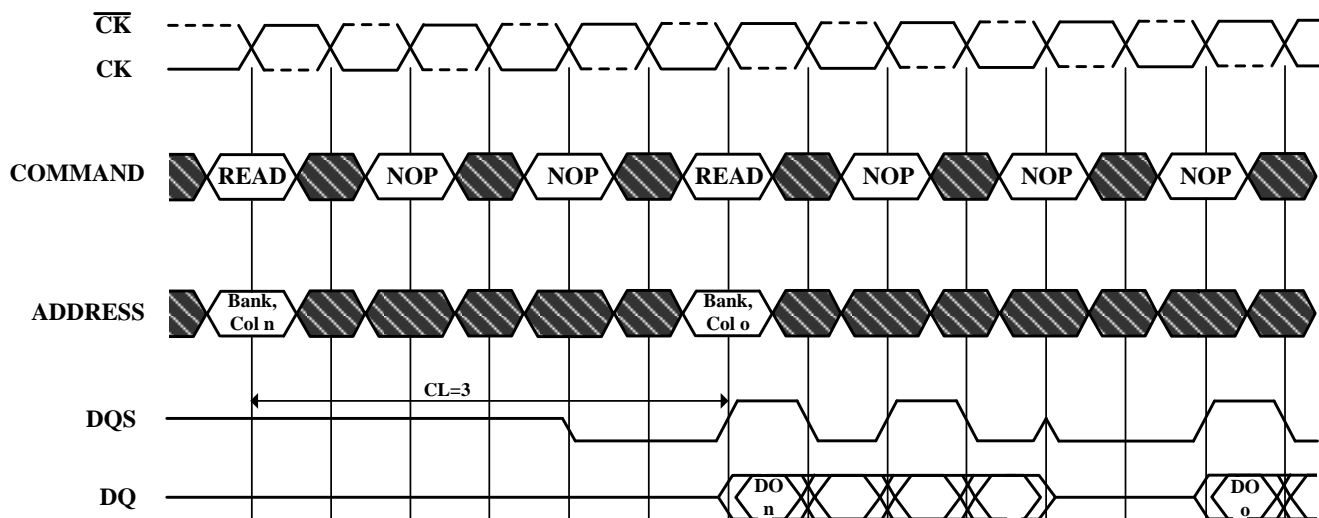 C̅K̅
CK
COMMAND READ NOP NOP READ NOP NOP NOP
ADDRESS Bank, Col n Bank, Col o
CL=3
DQS
DQ DO n DO o